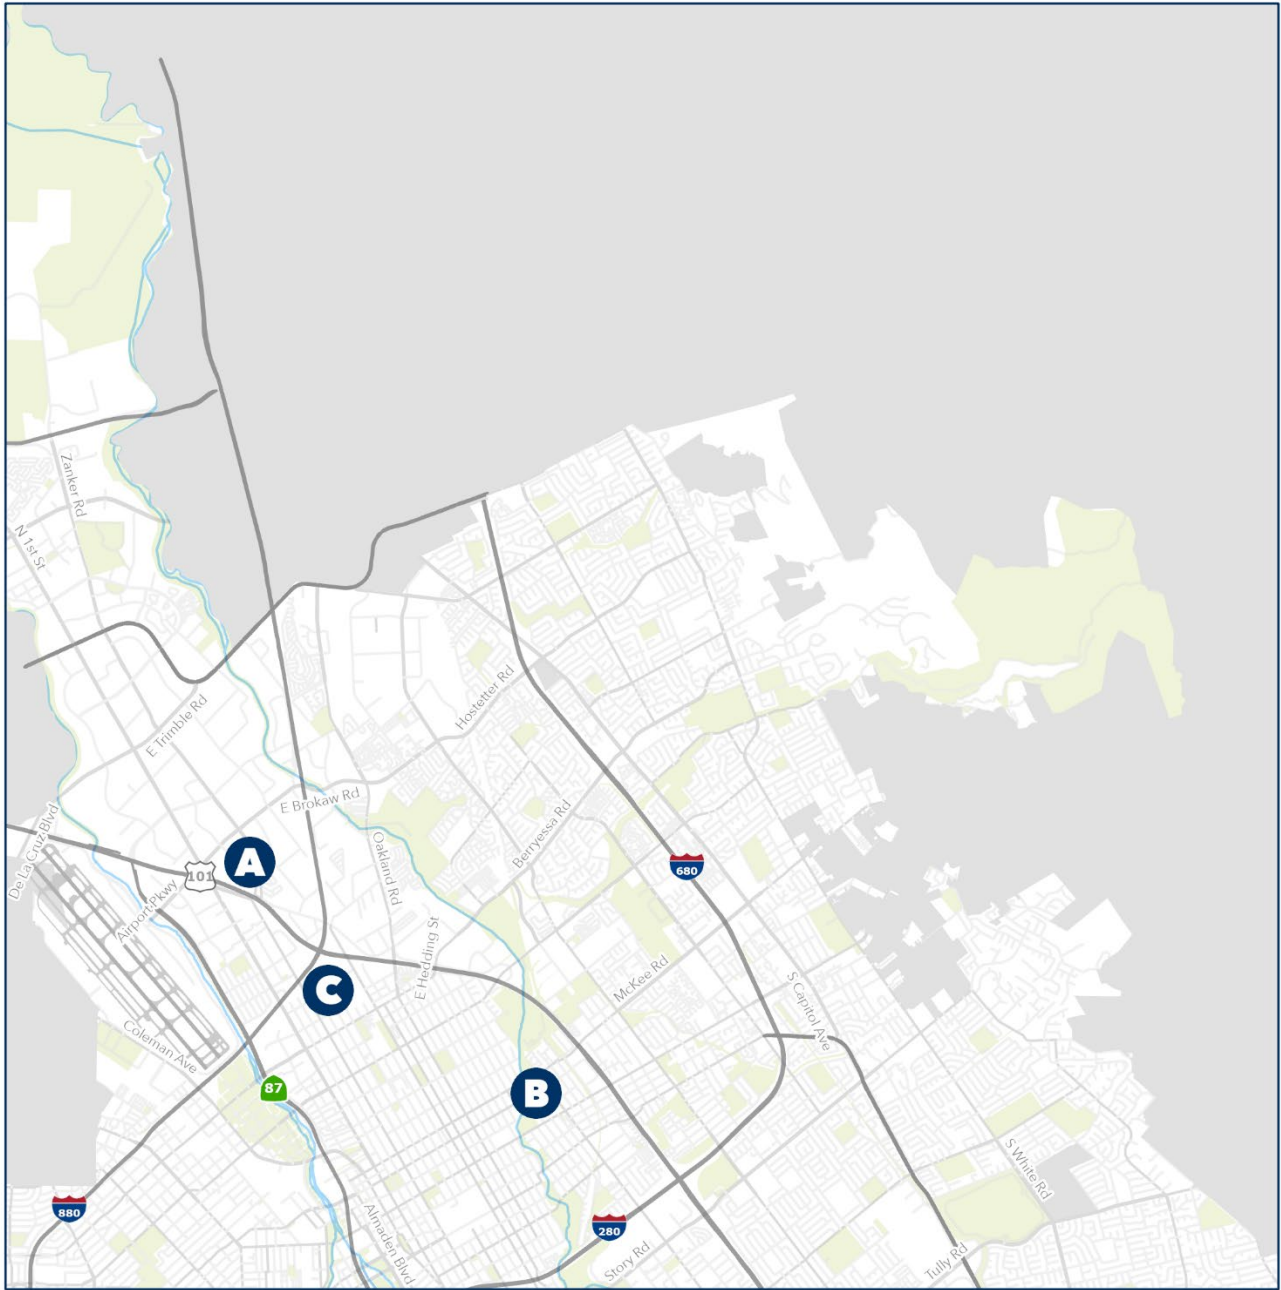 Zanker Rd
N 1st St
Hostetter Rd
E Trimble Rd
E Brokaw Rd
De La Cruz Blvd
Berryessa Rd
Oakland Rd
A
101
680
Airport Pkwy
E Hedding St
McKee Rd
C
S Capitol Ave
Coleman Ave
87
B
S White Rd
880
Almaden Blvd
280
Story Rd
Tully Rd